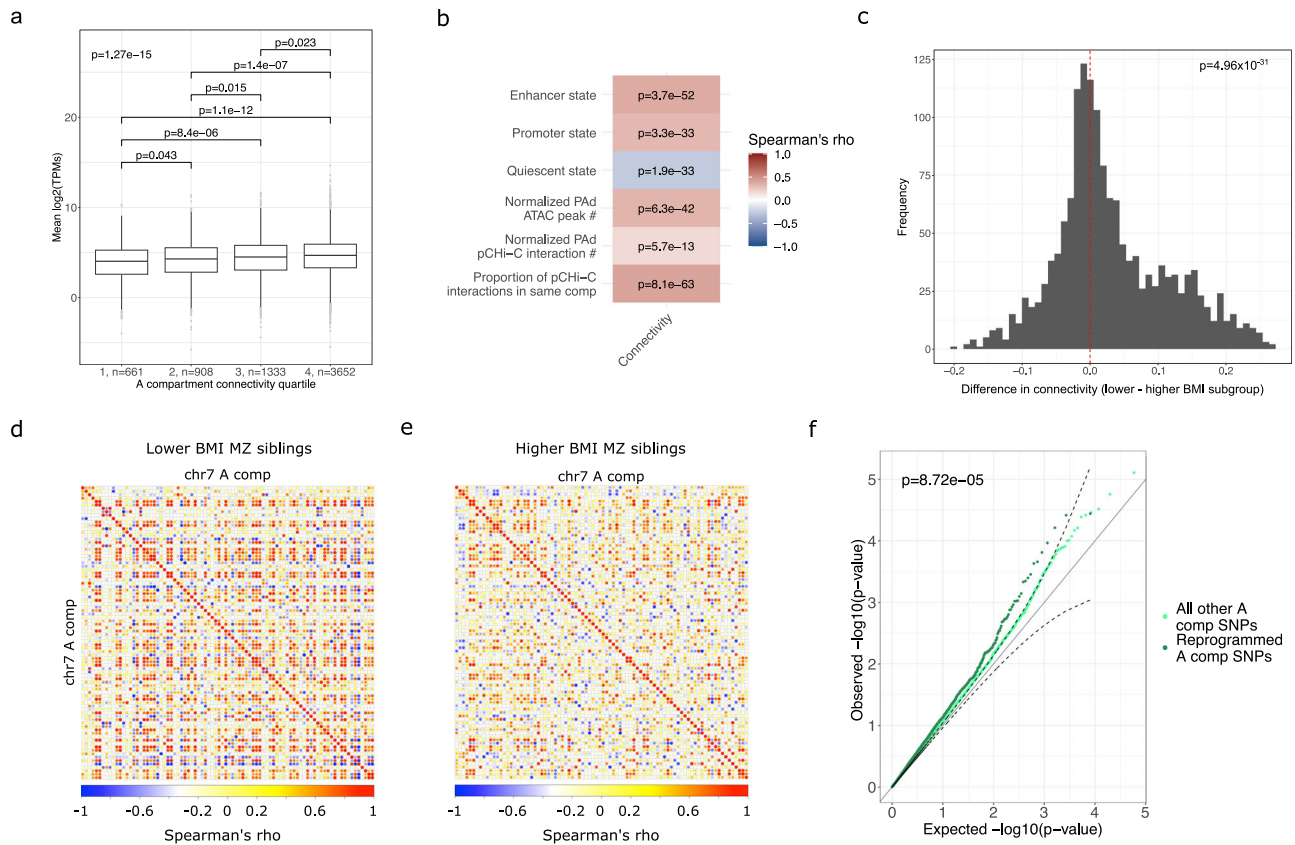 a
p=1.27e−15
p=0.023
p=1.4e−07
p=0.015
p=1.1e−12
p=8.4e−06
p=0.043
Mean log2(TPMs)
20
10
0
1, n=661
2, n=908
3, n=1333
4, n=3652
A compartment connectivity quartile
b
Enhancer state
p=3.7e−52
Promoter state
p=3.3e−33
Quiescent state
p=1.9e−33
Normalized PAd
ATAC peak #
p=6.3e−42
Normalized PAd
pCHi−C interaction #
p=5.7e−13
Proportion of pCHi−C
interactions in same comp
p=8.1e−63
Connectivity
Spearman's rho
1.0
0.5
0.0
−0.5
−1.0
c
p=4.96x10-31
Frequency
125
100
75
50
25
0
−0.2
−0.1
0.0
0.1
0.2
Difference in connectivity (lower - higher BMI subgroup)
d
Lower BMI MZ siblings
chr7 A comp
chr7 A comp
-1
-0.6
-0.2
0
0.2
0.6
1
Spearman's rho
e
Higher BMI MZ siblings
chr7 A comp
-1
-0.6
-0.2
0
0.2
0.6
1
Spearman's rho
f
p=8.72e−05
Observed −log10(p−value)
5
4
3
2
1
0
0
1
2
3
4
5
Expected −log10(p−value)
All other A
comp SNPs
Reprogrammed
A comp SNPs